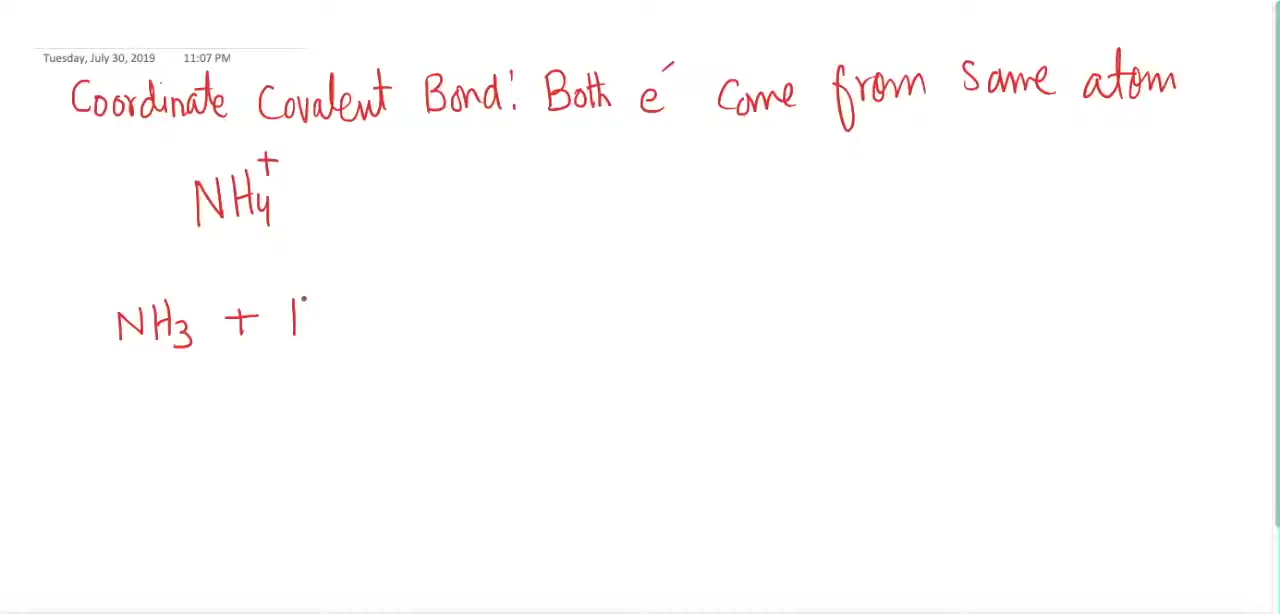 Tuesday, July 30, 2019 11:07 PM
Coordinate Covalent Bond: Both e⁻ come from same atom
NH₄⁺
NH₃ +